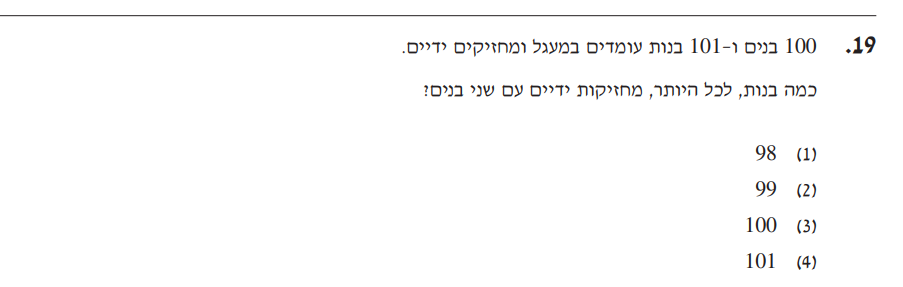 .19 100 בנים ו-101 בנות עומדים במעגל ומחזיקים ידיים.
כמה בנות, לכל היותר, מחזיקות ידיים עם שני בנים?
(1) 98
(2) 99
(3) 100
(4) 101